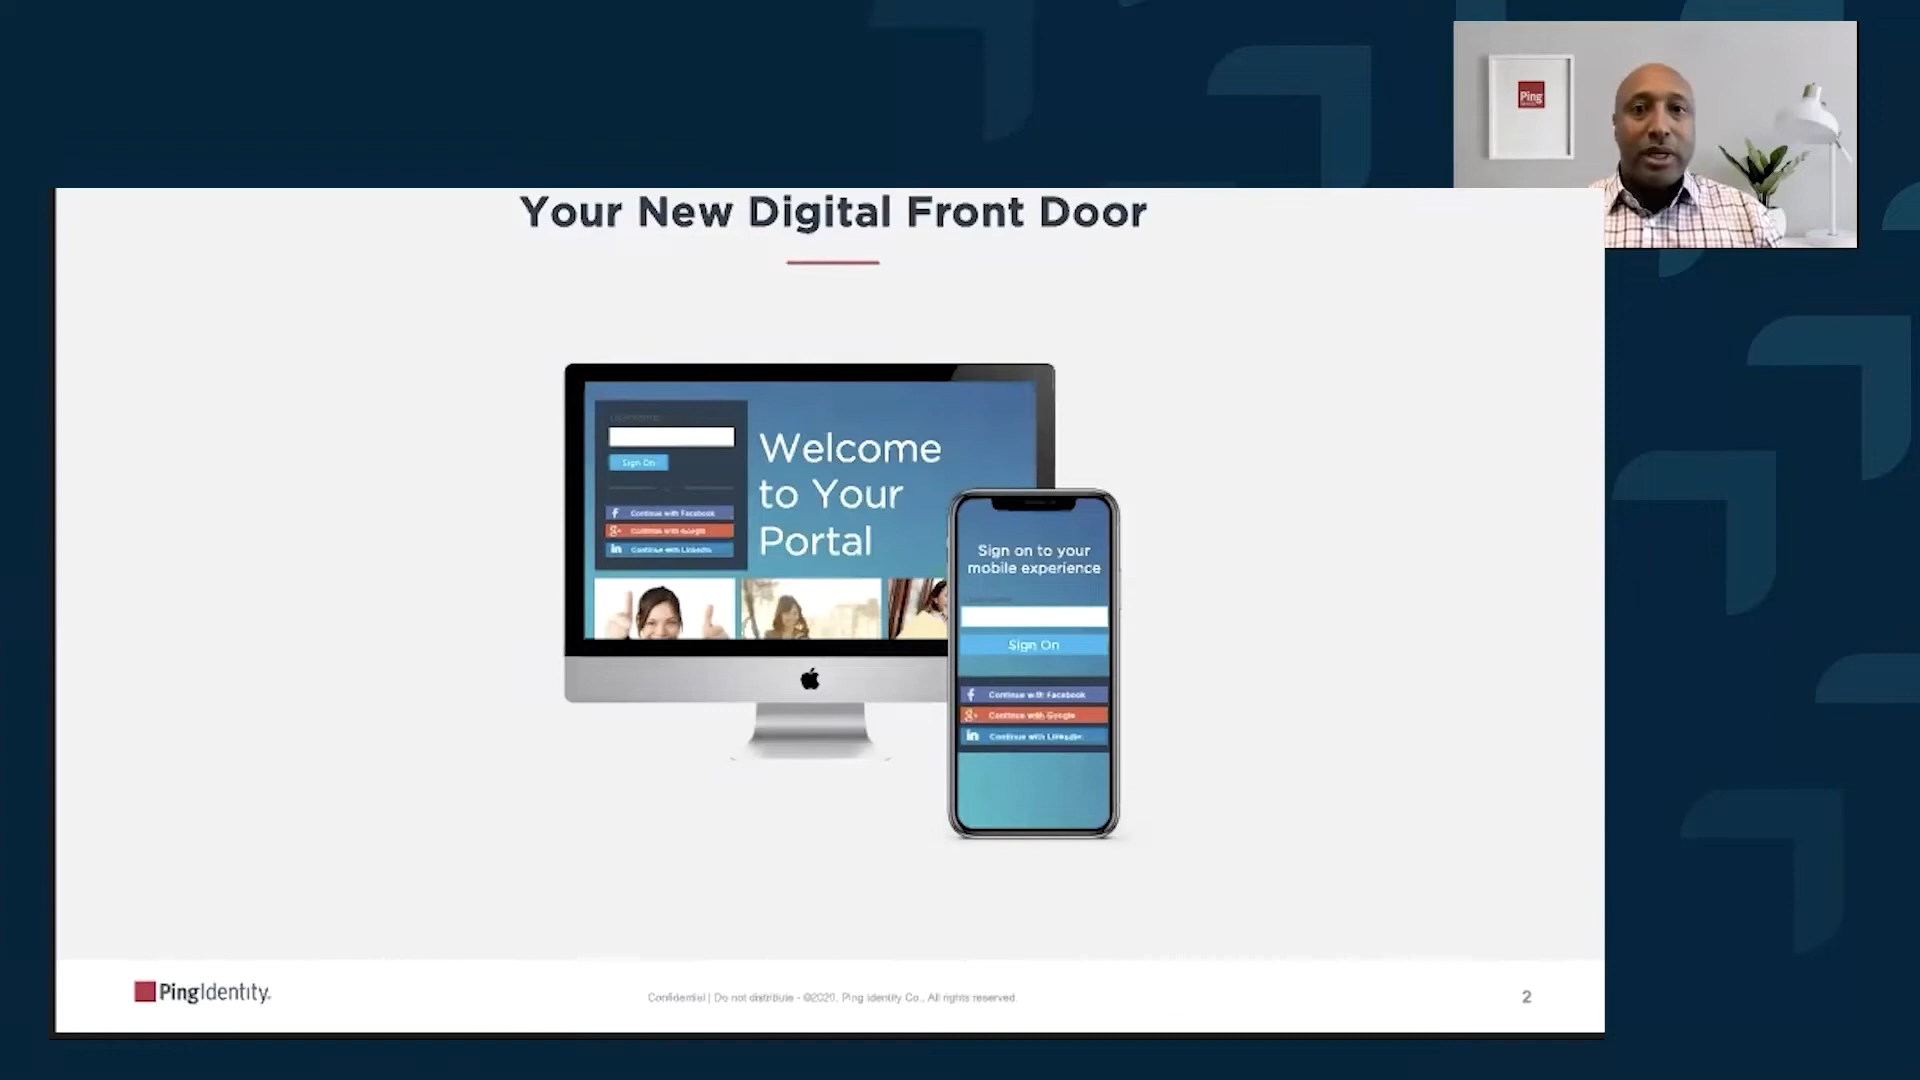 Ping
Your New Digital Front Door
Sign On
Continue with Facebook
Continue with Google
Continue with LinkedIn
Welcome
to Your
Portal
Sign on to your
mobile experience
Sign On
Continue with Facebook
Continue with Google
Continue with LinkedIn
PingIdentity.
Confidential | Do not distribute - ©2020, Ping Identity Co., All rights reserved.
2